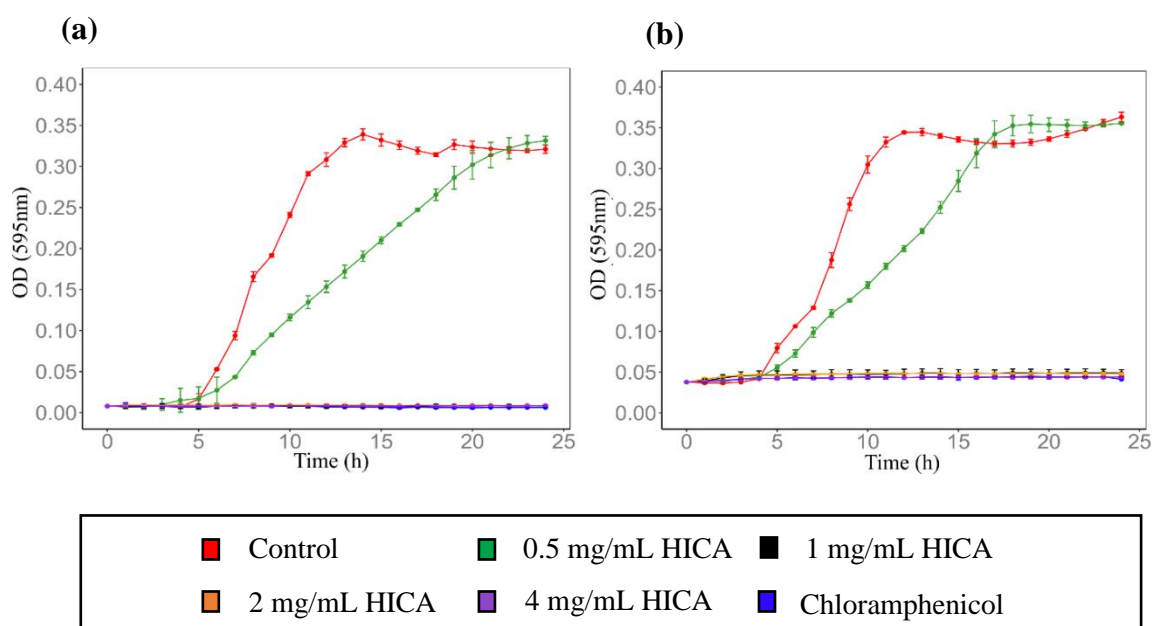 (a)
(b)
0.40
0.35
0.30
0.25
0.20
0.15
0.10
0.05
0.00
OD (595nm)
0 5 10 15 20 25
Time (h)
0.40
0.35
0.30
0.25
0.20
0.15
0.10
0.05
0.00
OD (595nm)
0 5 10 15 20 25
Time (h)
Control 0.5 mg/mL HICA 1 mg/mL HICA
2 mg/mL HICA 4 mg/mL HICA Chloramphenicol